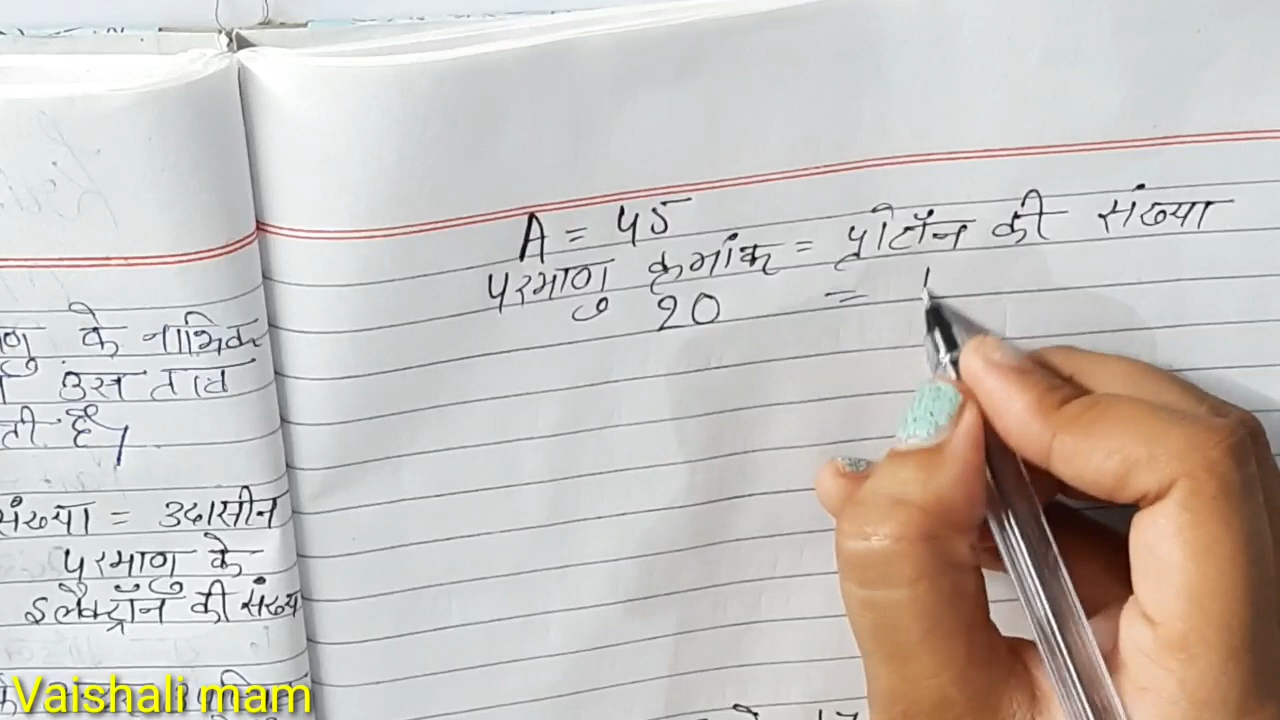 के नाभिक
उस तत्व
ती है।
संख्या = उदासीन
परमाणु के
इलैक्ट्रॉन की संख्य
A = 45
परमाणु क्रमांक = प्रोटॉन की संख्या
20 =
Vaishali mam